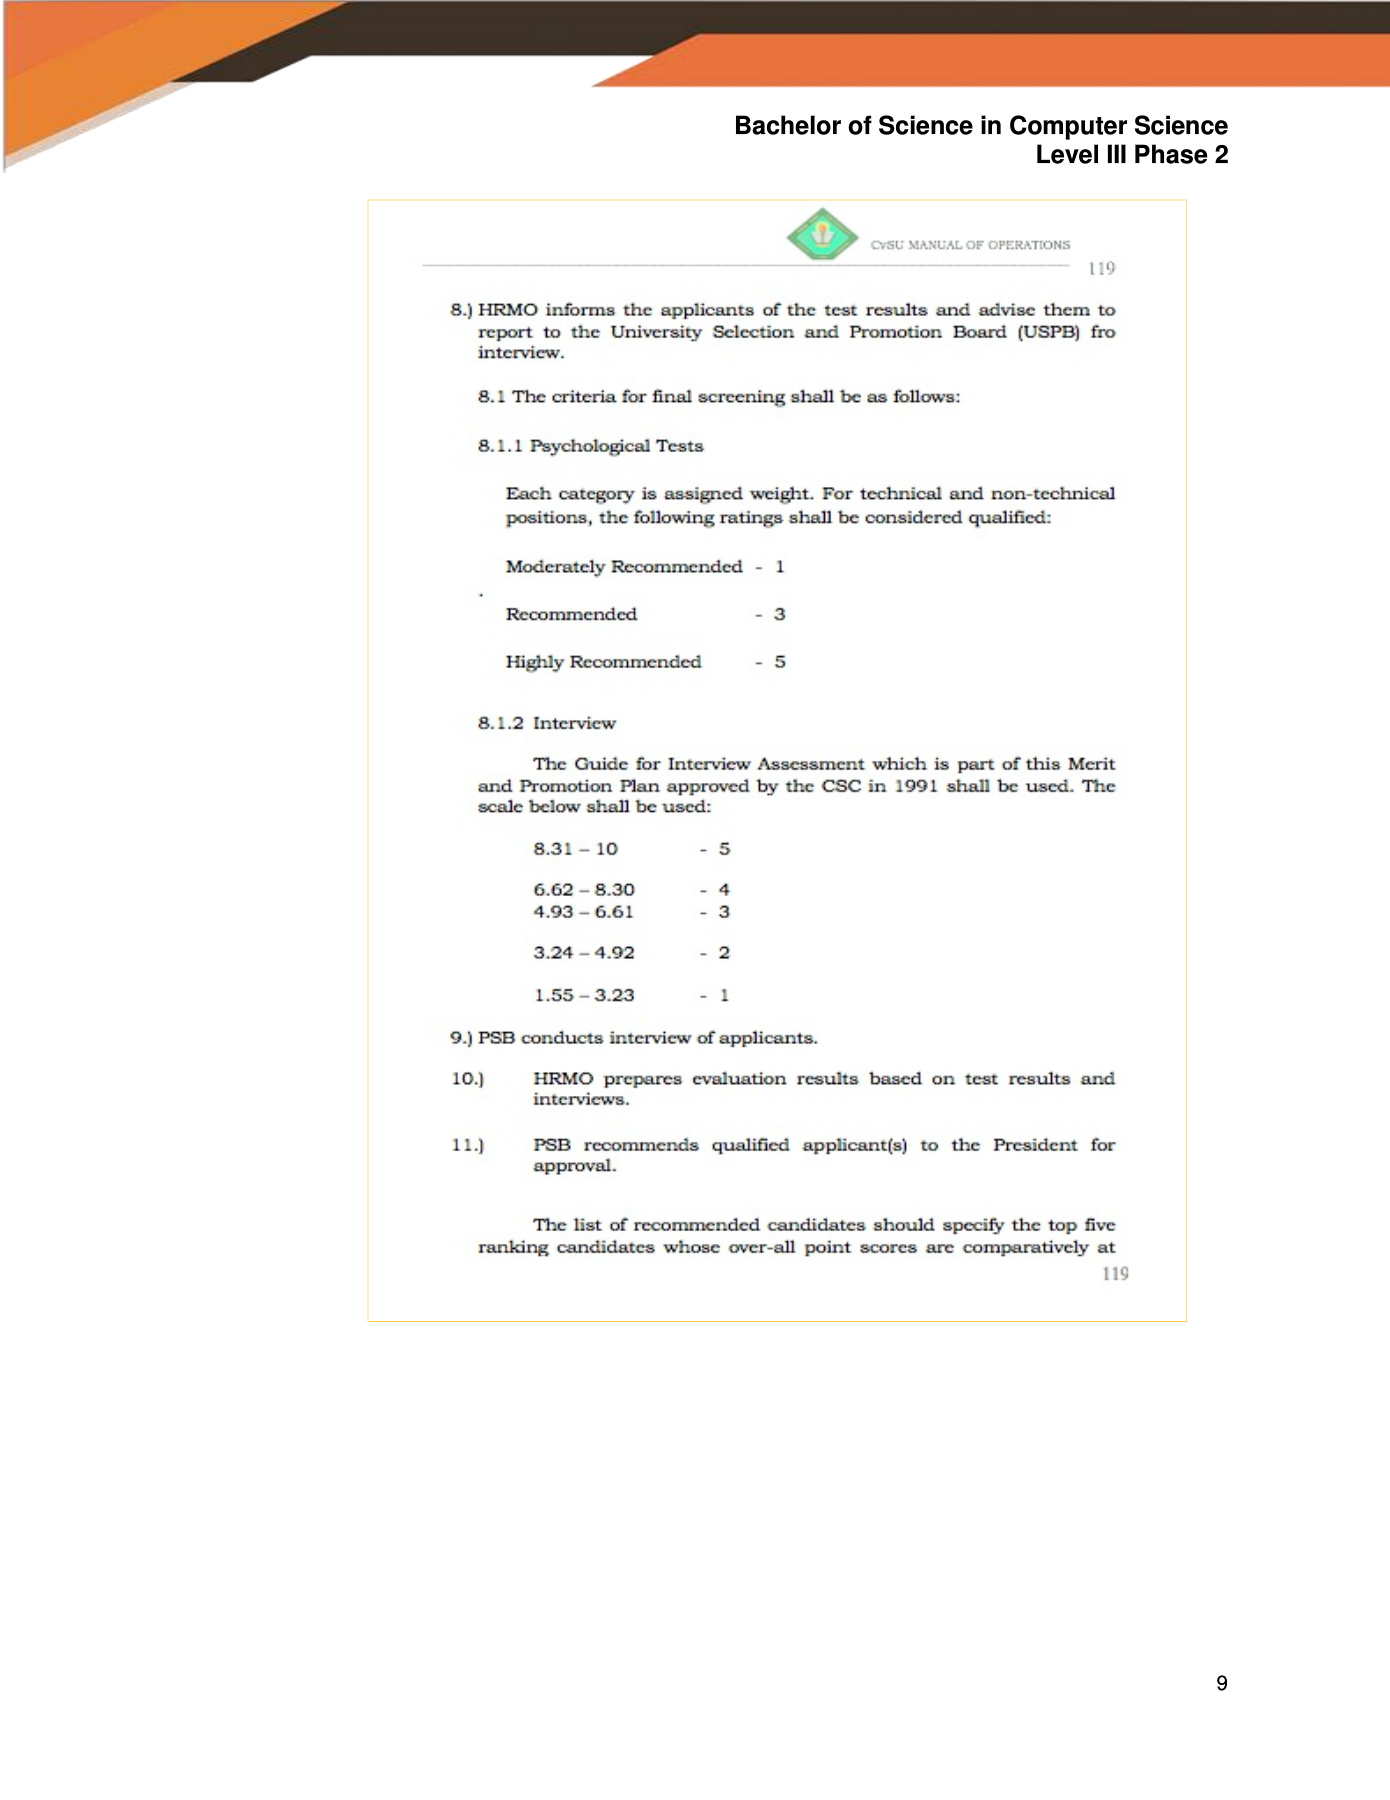 Bachelor of Science in Computer Science
Level III Phase 2
CvSU MANUAL OF OPERATIONS
119
8.) HRMO informs the applicants of the test results and advise them to
report to the University Selection and Promotion Board (USPB) fro
interview.
8.1 The criteria for final screening shall be as follows:
8.1.1 Psychological Tests
Each category is assigned weight. For technical and non-technical
positions, the following ratings shall be considered qualified:
Moderately Recommended - 1
.
Recommended - 3
Highly Recommended - 5
8.1.2 Interview
The Guide for Interview Assessment which is part of this Merit
and Promotion Plan approved by the CSC in 1991 shall be used. The
scale below shall be used:
8.31 – 10 - 5
6.62 – 8.30 - 4
4.93 – 6.61 - 3
3.24 – 4.92 - 2
1.55 – 3.23 - 1
9.) PSB conducts interview of applicants.
10.) HRMO prepares evaluation results based on test results and
interviews.
11.) PSB recommends qualified applicant(s) to the President for
approval.
The list of recommended candidates should specify the top five
ranking candidates whose over-all point scores are comparatively at
119
9